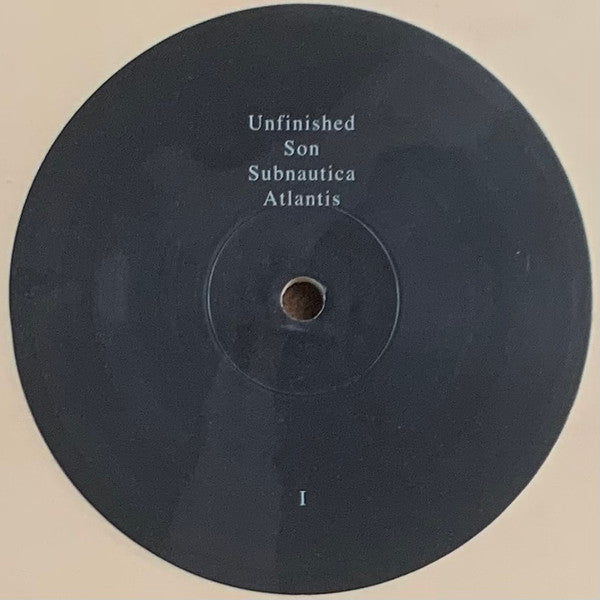 Unfinished
Son
Subnautica
Atlantis
I